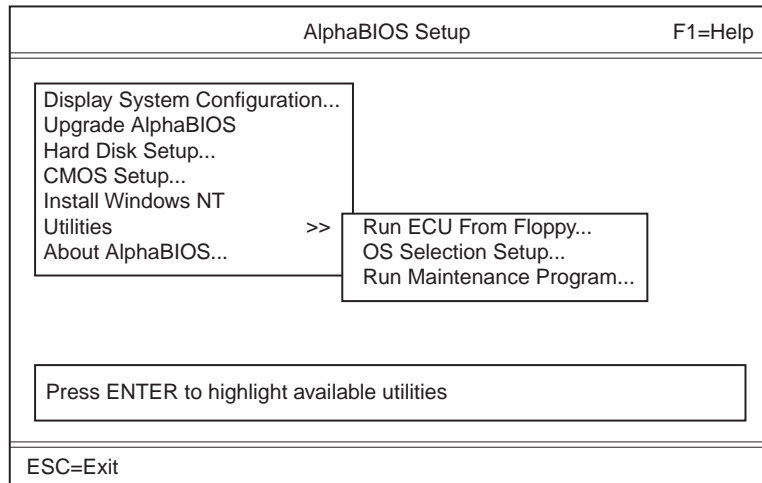 AlphaBIOS Setup F1=Help
Display System Configuration...
Upgrade AlphaBIOS
Hard Disk Setup...
CMOS Setup...
Install Windows NT
Utilities >>
About AlphaBIOS...
Run ECU From Floppy...
OS Selection Setup...
Run Maintenance Program...
Press ENTER to highlight available utilities
ESC=Exit